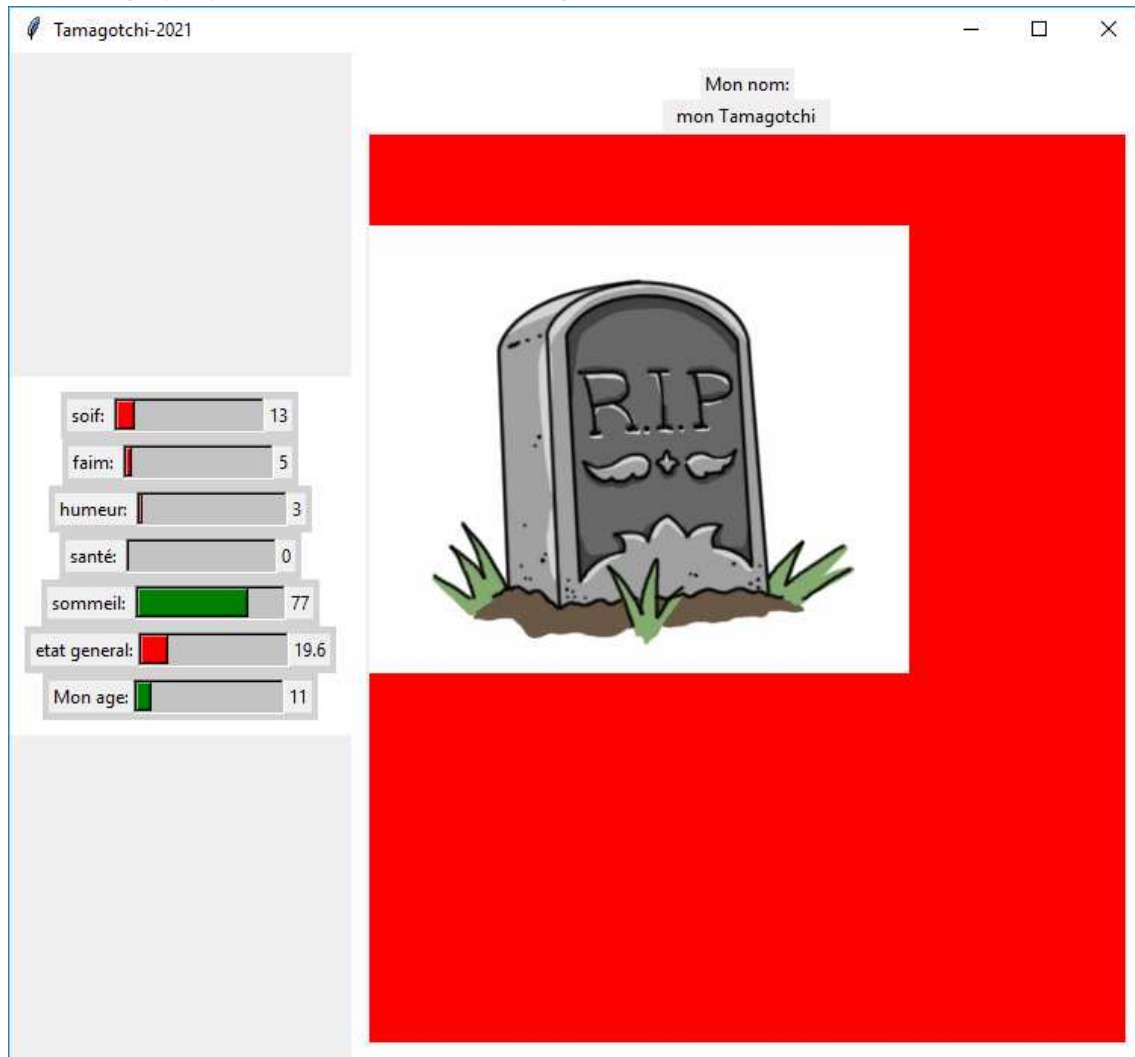 Tamagotchi-2021
Mon nom:
mon Tamagotchi
soif: 13
faim: 5
humeur: 3
santé: 0
sommeil: 77
etat general: 19.6
Mon age: 11
R.I.P